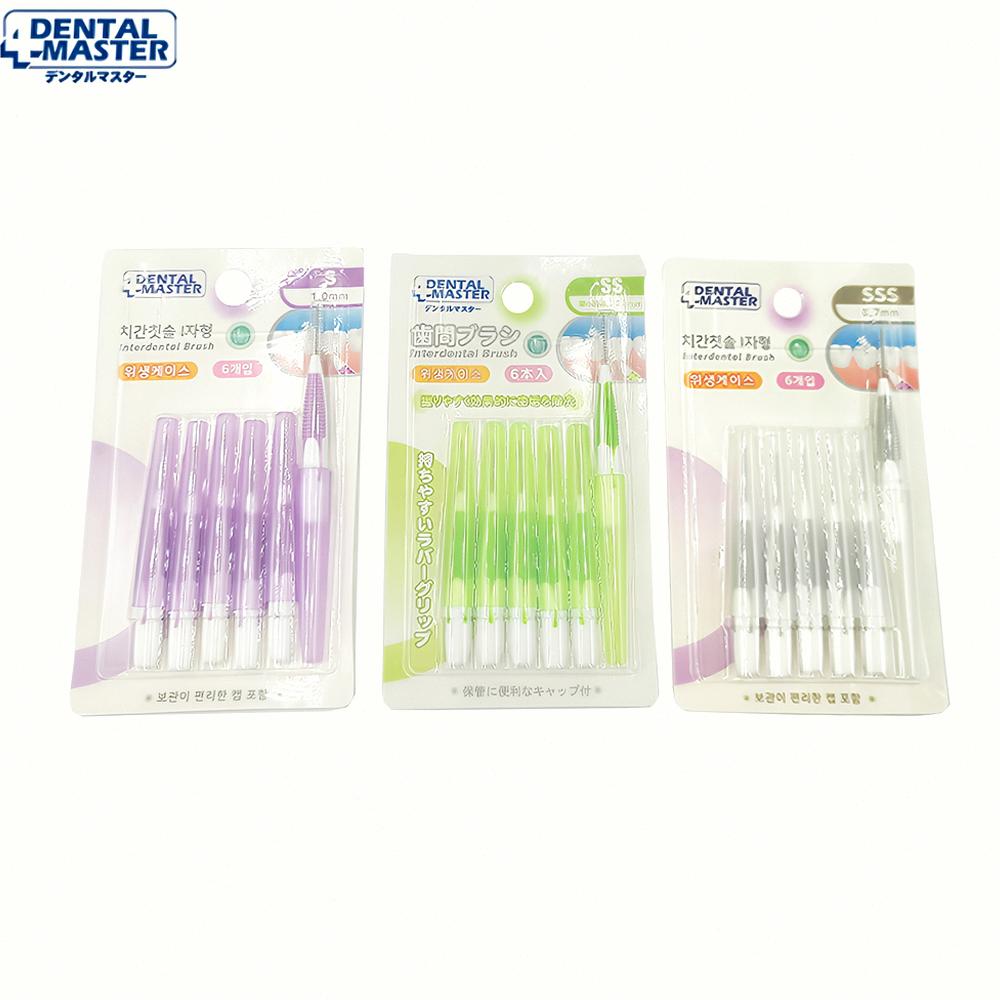 DENTAL
-MASTER
デンタルマスター
DENTAL
-MASTER
S
1.0mm
치간칫솔 I자형
Interdental Brush
위생케이스
6개입
보관이 편리한 캡 포함
DENTAL
-MASTER
デンタルマスター
SS
歯間ブラシ
Interdental Brush
위생케이스
6本入
持ちやすいラバーグリップ
保管に便利なキャップ付
DENTAL
-MASTER
SSS
치간칫솔 I자형
Interdental Brush
위생케이스
6개입
보관이 편리한 캡 포함